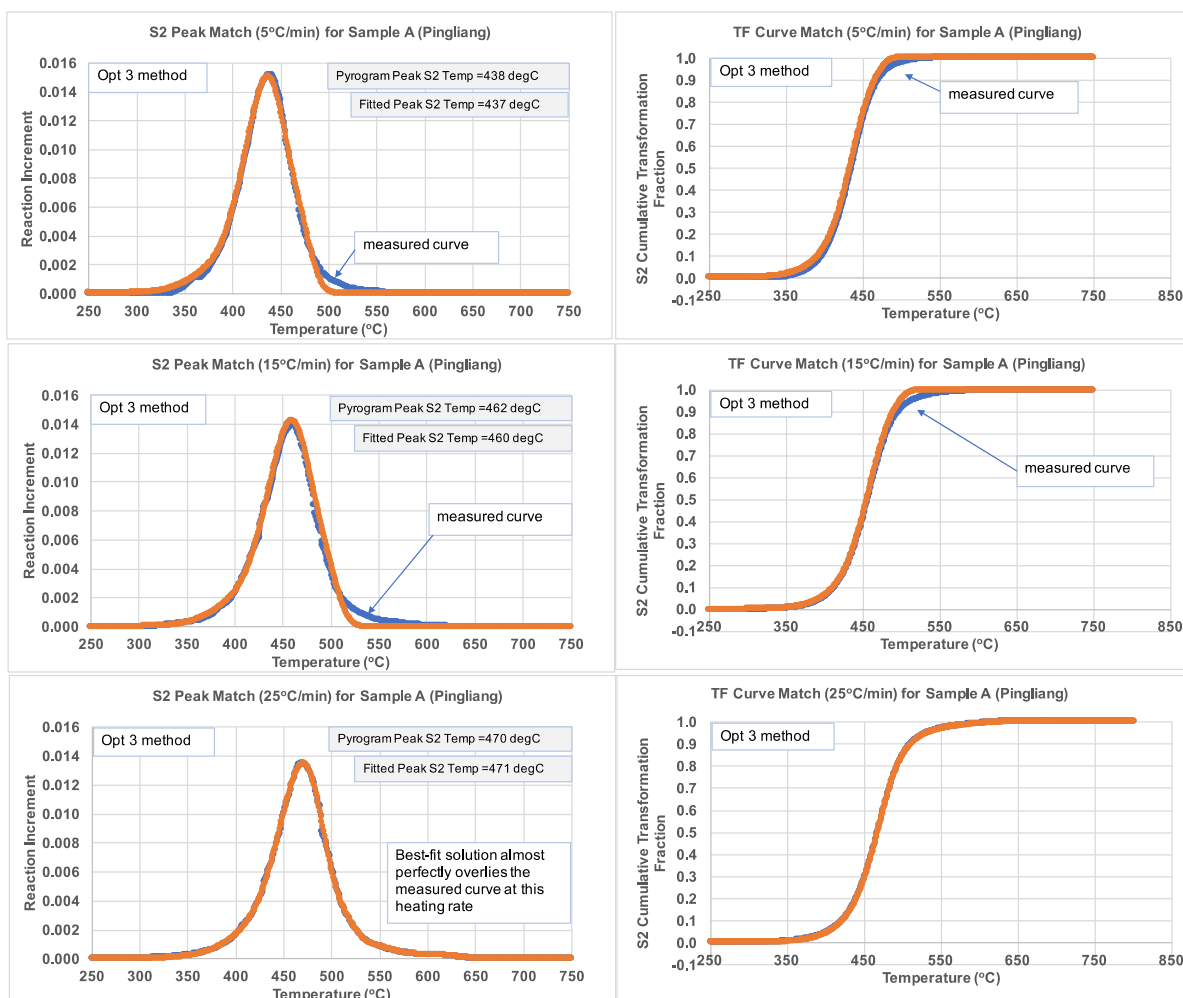 S2 Peak Match (5°C/min) for Sample A (Pingliang)
0.016
0.014
0.012
0.010
0.008
0.006
0.004
0.002
0.000
Reaction Increment
Opt 3 method
Pyrogram Peak S2 Temp =438 degC
Fitted Peak S2 Temp =437 degC
measured curve
250 300 350 400 450 500 550 600 650 700 750
Temperature (°C)
TF Curve Match (5°C/min) for Sample A (Pingliang)
1.0
0.9
0.8
0.7
0.6
0.5
0.4
0.3
0.2
0.1
0.0
-0.1
S2 Cumulative Transformation
Fraction
Opt 3 method
measured curve
250 350 450 550 650 750 850
Temperature (°C)
S2 Peak Match (15°C/min) for Sample A (Pingliang)
0.016
0.014
0.012
0.010
0.008
0.006
0.004
0.002
0.000
Reaction Increment
Opt 3 method
Pyrogram Peak S2 Temp =462 degC
Fitted Peak S2 Temp =460 degC
measured curve
250 300 350 400 450 500 550 600 650 700 750
Temperature (°C)
TF Curve Match (15°C/min) for Sample A (Pingliang)
1.0
0.9
0.8
0.7
0.6
0.5
0.4
0.3
0.2
0.1
0.0
-0.1
S2 Cumulative Transformation
Fraction
Opt 3 method
measured curve
250 350 450 550 650 750 850
Temperature (°C)
S2 Peak Match (25°C/min) for Sample A (Pingliang)
0.016
0.014
0.012
0.010
0.008
0.006
0.004
0.002
0.000
Reaction Increment
Opt 3 method
Pyrogram Peak S2 Temp =470 degC
Fitted Peak S2 Temp =471 degC
Best-fit solution almost
perfectly overlies the
measured curve at this
heating rate
250 300 350 400 450 500 550 600 650 700 750
Temperature (°C)
TF Curve Match (25°C/min) for Sample A (Pingliang)
1.0
0.9
0.8
0.7
0.6
0.5
0.4
0.3
0.2
0.1
0.0
-0.1
S2 Cumulative Transformation
Fraction
Opt 3 method
250 350 450 550 650 750 850
Temperature (°C)